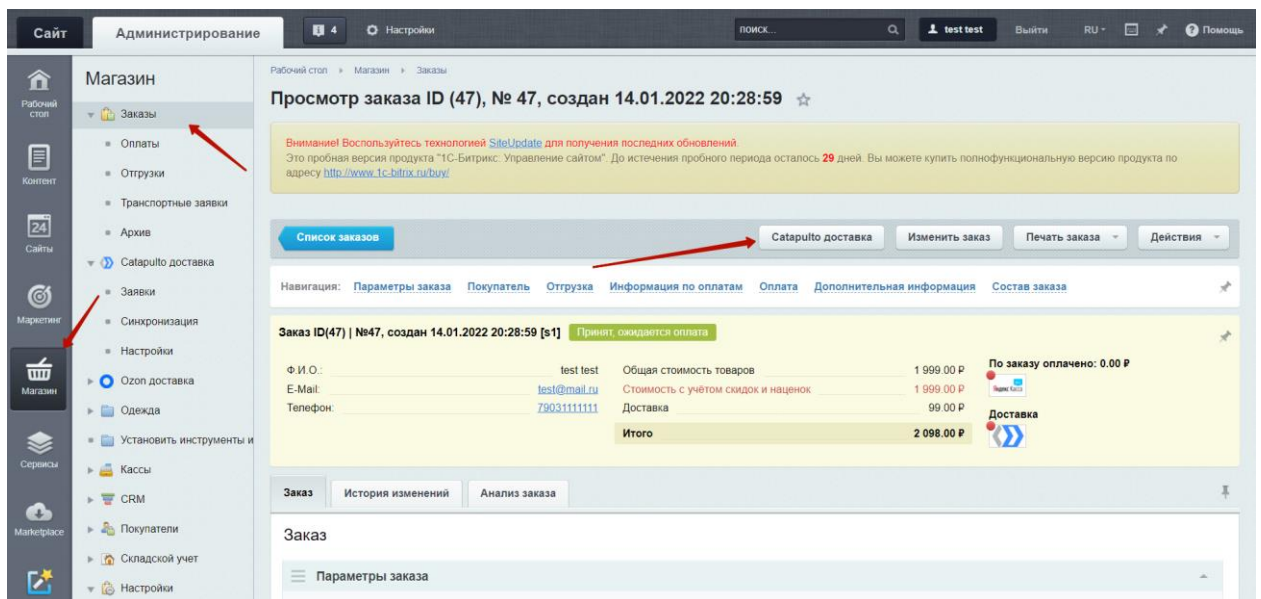 Сайт
Администрирование
4
Настройки
поиск...
test test
Выйти
RU
Помощь
Рабочий
стол
Контент
24
Сайты
Маркетинг
Магазин
Сервисы
Marketplace
Магазин
Заказы
Оплаты
Отгрузки
Транспортные заявки
Архив
Catapulto доставка
Заявки
Синхронизация
Настройки
Ozon доставка
Одежда
Установить инструменты и
Кассы
CRM
Покупатели
Складской учет
Настройки
Рабочий стол Магазин Заказы
Просмотр заказа ID (47), № 47, создан 14.01.2022 20:28:59
Внимание! Воспользуйтесь технологией SiteUpdate для получения последних обновлений.
Это пробная версия продукта "1С-Битрикс: Управление сайтом". До истечения пробного периода осталось 29 дней. Вы можете купить полнофункциональную версию продукта по
адресу http://www.1c-bitrix.ru/buy/
Список заказов
Catapulto доставка
Изменить заказ
Печать заказа
Действия
Навигация: Параметры заказа Покупатель Отгрузка Информация по оплатам Оплата Дополнительная информация Состав заказа
Заказ ID(47) | №47, создан 14.01.2022 20:28:59 [s1] Принят, ожидается оплата
Ф.И.О.: test test
E-Mail: test@mail.ru
Телефон: 79031111111
Общая стоимость товаров 1 999.00 ₽
Стоимость с учётом скидок и наценок 1 999.00 ₽
Доставка 99.00 ₽
Итого 2 098.00 ₽
По заказу оплачено: 0.00 ₽
Доставка
Заказ
История изменений
Анализ заказа
Заказ
Параметры заказа